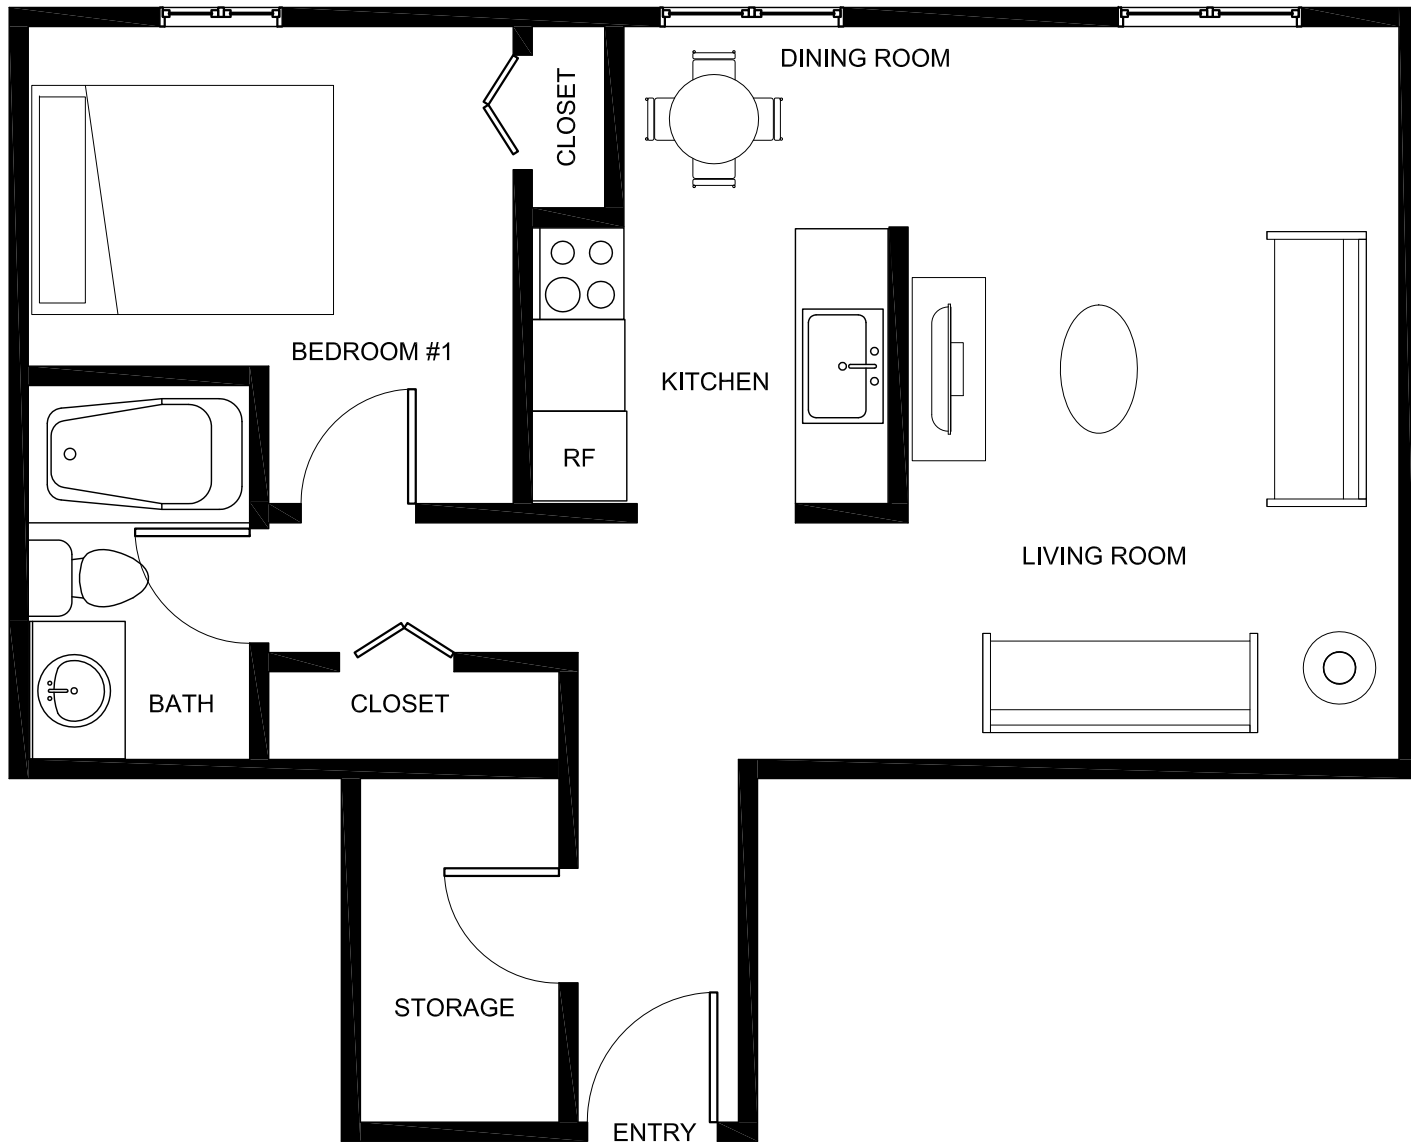 DINING ROOM
CLOSET
BEDROOM #1
KITCHEN
RF
LIVING ROOM
BATH
CLOSET
STORAGE
ENTRY